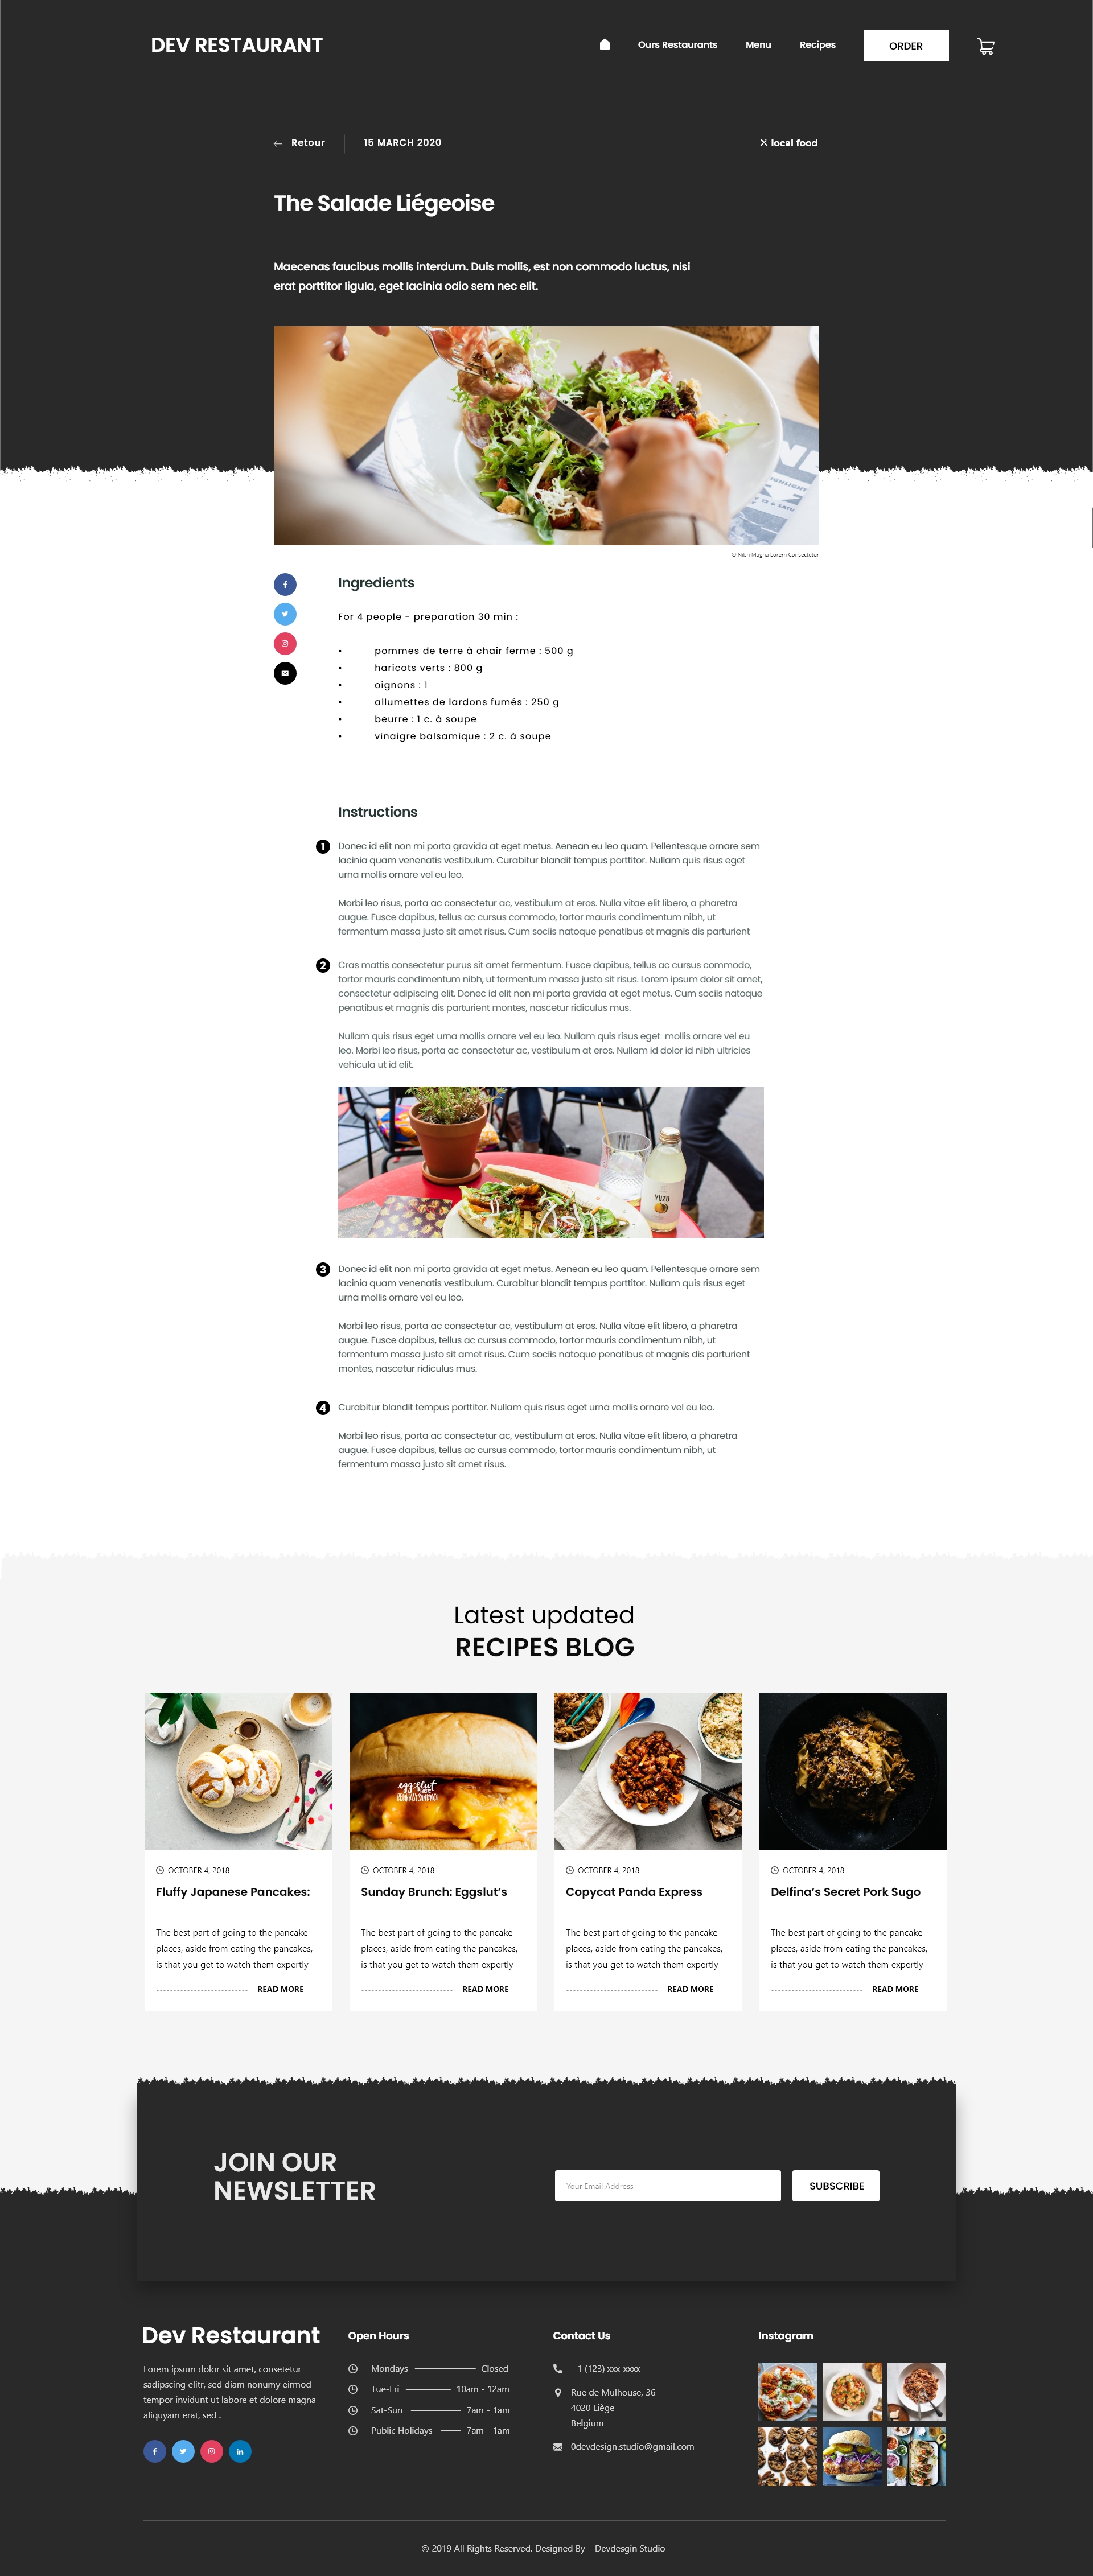 DEV RESTAURANT
Ours Restaurants
Menu
Recipes
ORDER
← Retour
15 MARCH 2020
local food
The Salade Liégeoise
Maecenas faucibus mollis interdum. Duis mollis, est non commodo luctus, nisi
erat porttitor ligula, eget lacinia odio sem nec elit.
© Nibh Magna Lorem Consectetur
Ingredients
For 4 people - preparation 30 min :
• pommes de terre à chair ferme : 500 g
• haricots verts : 800 g
• oignons : 1
• allumettes de lardons fumés : 250 g
• beurre : 1 c. à soupe
• vinaigre balsamique : 2 c. à soupe
Instructions
1
Donec id elit non mi porta gravida at eget metus. Aenean eu leo quam. Pellentesque ornare sem
lacinia quam venenatis vestibulum. Curabitur blandit tempus porttitor. Nullam quis risus eget
urna mollis ornare vel eu leo.
Morbi leo risus, porta ac consectetur ac, vestibulum at eros. Nulla vitae elit libero, a pharetra
augue. Fusce dapibus, tellus ac cursus commodo, tortor mauris condimentum nibh, ut
fermentum massa justo sit amet risus. Cum sociis natoque penatibus et magnis dis parturient
2
Cras mattis consectetur purus sit amet fermentum. Fusce dapibus, tellus ac cursus commodo,
tortor mauris condimentum nibh, ut fermentum massa justo sit risus. Lorem ipsum dolor sit amet,
consectetur adipiscing elit. Donec id elit non mi porta gravida at eget metus. Cum sociis natoque
penatibus et magnis dis parturient montes, nascetur ridiculus mus.
Nullam quis risus eget urna mollis ornare vel eu leo. Nullam quis risus eget mollis ornare vel eu
leo. Morbi leo risus, porta ac consectetur ac, vestibulum at eros. Nullam id dolor id nibh ultricies
vehicula ut id elit.
YUZU
3
Donec id elit non mi porta gravida at eget metus. Aenean eu leo quam. Pellentesque ornare sem
lacinia quam venenatis vestibulum. Curabitur blandit tempus porttitor. Nullam quis risus eget
urna mollis ornare vel eu leo.
Morbi leo risus, porta ac consectetur ac, vestibulum at eros. Nulla vitae elit libero, a pharetra
augue. Fusce dapibus, tellus ac cursus commodo, tortor mauris condimentum nibh, ut
fermentum massa justo sit amet risus. Cum sociis natoque penatibus et magnis dis parturient
montes, nascetur ridiculus mus.
4
Curabitur blandit tempus porttitor. Nullam quis risus eget urna mollis ornare vel eu leo.
Morbi leo risus, porta ac consectetur ac, vestibulum at eros. Nulla vitae elit libero, a pharetra
augue. Fusce dapibus, tellus ac cursus commodo, tortor mauris condimentum nibh, ut
fermentum massa justo sit amet risus.
Latest updated
RECIPES BLOG
OCTOBER 4, 2018
Fluffy Japanese Pancakes:
The best part of going to the pancake
places, aside from eating the pancakes,
is that you get to watch them expertly
READ MORE
eggslut
BREAKFAST SANDWICH
OCTOBER 4, 2018
Sunday Brunch: Eggslut’s
The best part of going to the pancake
places, aside from eating the pancakes,
is that you get to watch them expertly
READ MORE
OCTOBER 4, 2018
Copycat Panda Express
The best part of going to the pancake
places, aside from eating the pancakes,
is that you get to watch them expertly
READ MORE
OCTOBER 4, 2018
Delfina’s Secret Pork Sugo
The best part of going to the pancake
places, aside from eating the pancakes,
is that you get to watch them expertly
READ MORE
JOIN OUR
NEWSLETTER
Your Email Address
SUBSCRIBE
Dev Restaurant
Lorem ipsum dolor sit amet, consetetur
sadipscing elitr, sed diam nonumy eirmod
tempor invidunt ut labore et dolore magna
aliquyam erat, sed .
Open Hours
Mondays Closed
Tue-Fri 10am - 12am
Sat-Sun 7am - 1am
Public Holidays 7am - 1am
Contact Us
+1 (123) xxx-xxxx
Rue de Mulhouse, 36
4020 Liège
Belgium
0devdesign.studio@gmail.com
Instagram
© 2019 All Rights Reserved. Designed By Devdesgin Studio